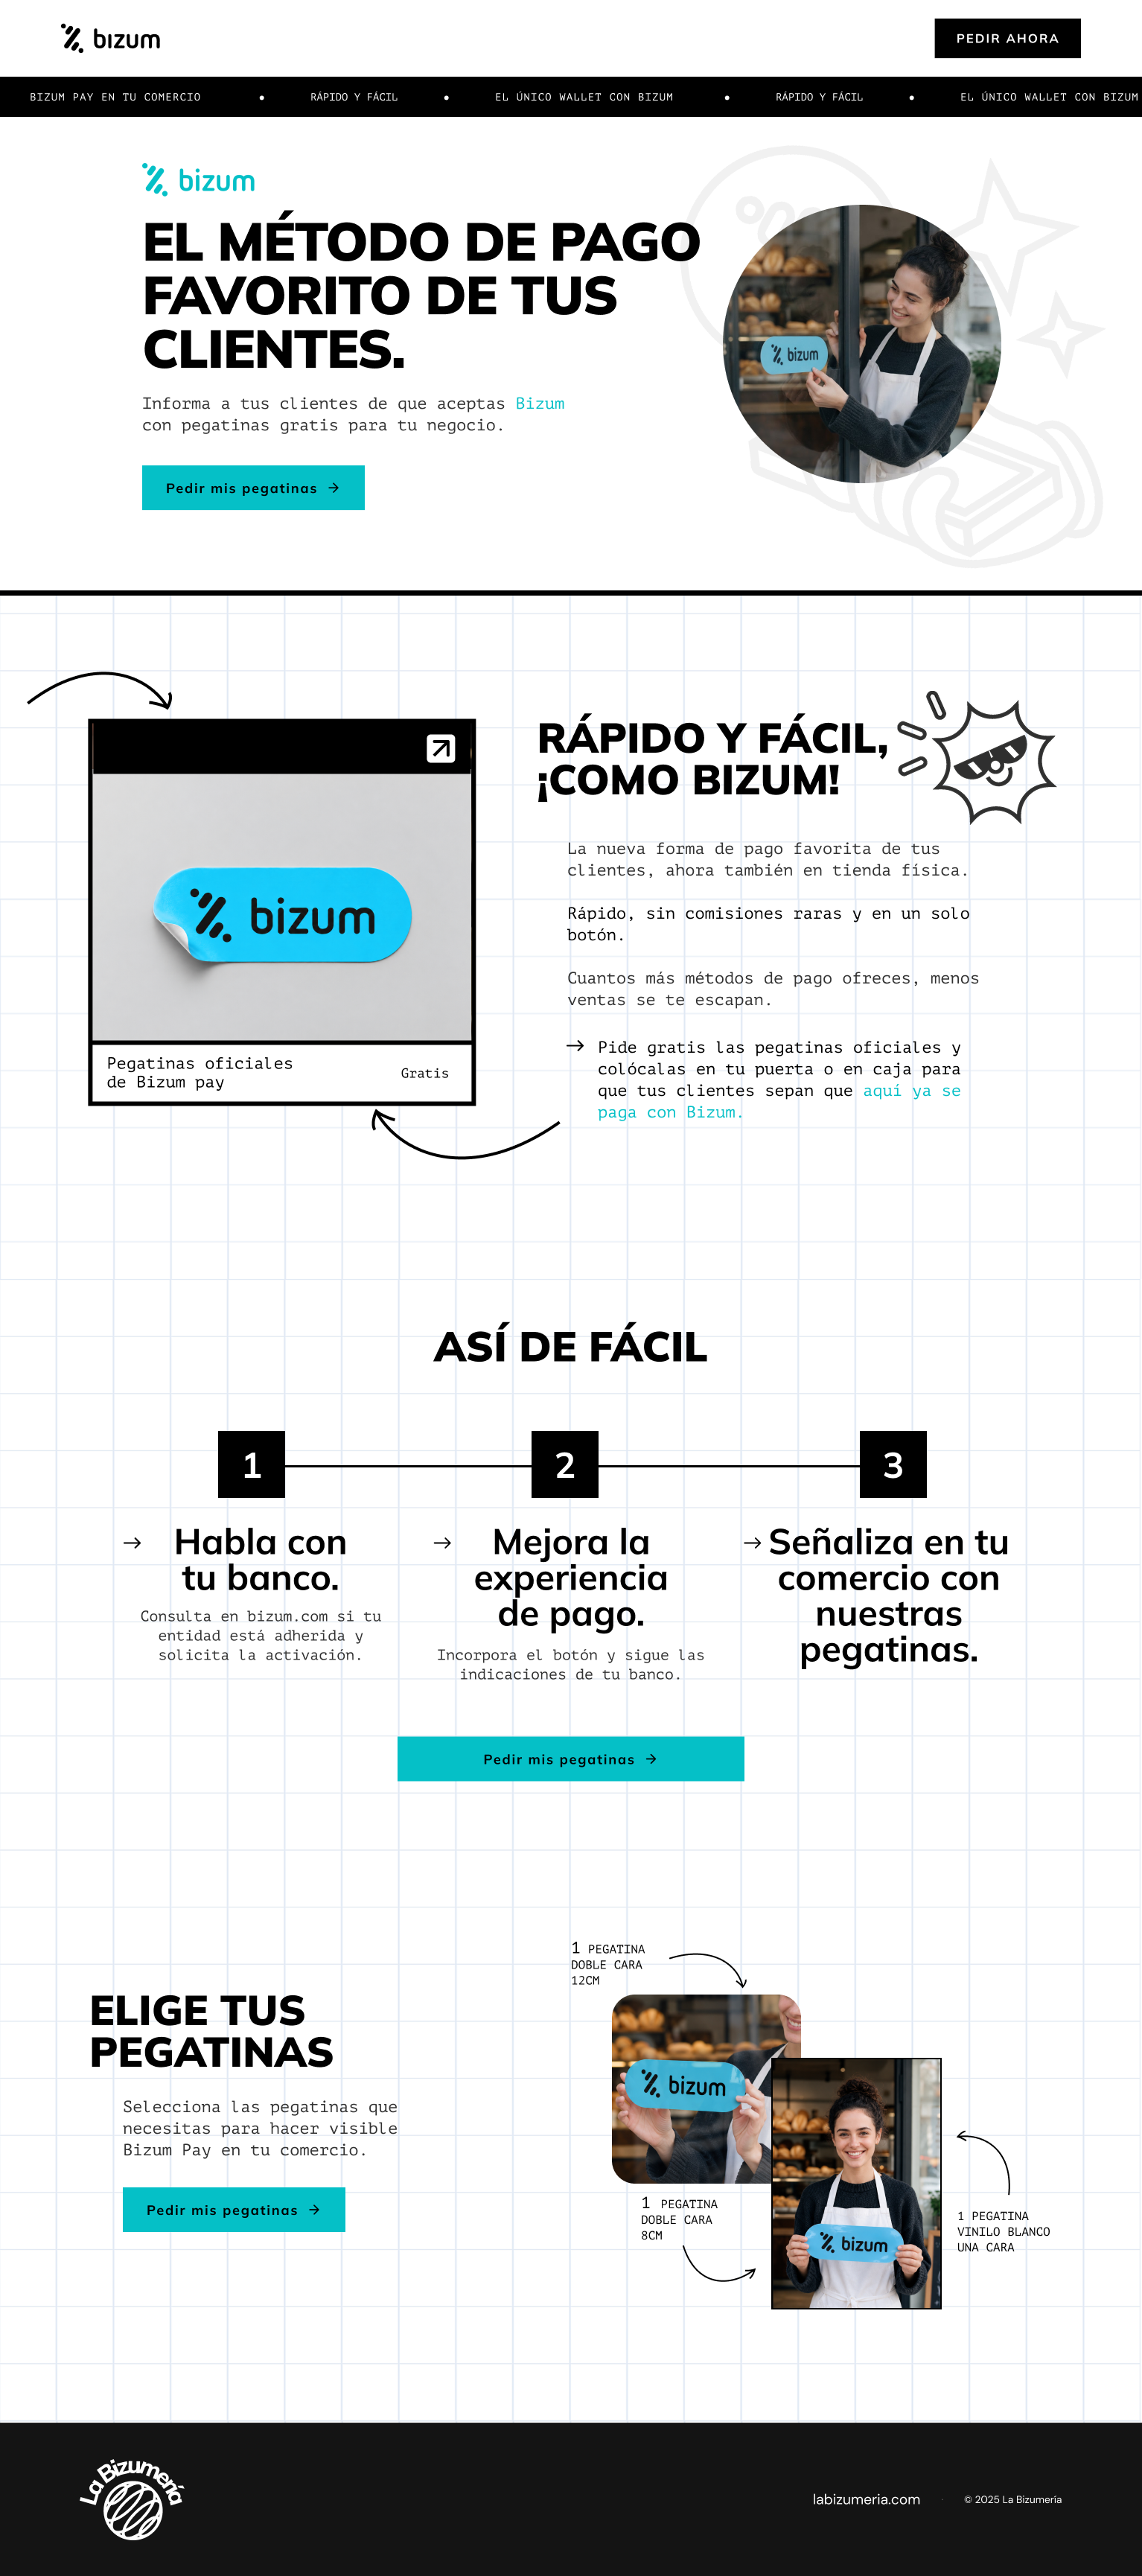 bizum
PEDIR AHORA
BIZUM PAY EN TU COMERCIO • RÁPIDO Y FÁCIL • EL ÚNICO WALLET CON BIZUM • RÁPIDO Y FÁCIL • EL ÚNICO WALLET CON BIZUM
bizum
EL MÉTODO DE PAGO
FAVORITO DE TUS
CLIENTES.
Informa a tus clientes de que aceptas Bizum
con pegatinas gratis para tu negocio.
Pedir mis pegatinas →
bizum
RÁPIDO Y FÁCIL,
¡COMO BIZUM!
La nueva forma de pago favorita de tus
clientes, ahora también en tienda física.
Rápido, sin comisiones raras y en un solo
botón.
Cuantos más métodos de pago ofreces, menos
ventas se te escapan.
→ Pide gratis las pegatinas oficiales y
colócalas en tu puerta o en caja para
que tus clientes sepan que aquí ya se
paga con Bizum.
bizum
Pegatinas oficiales
de Bizum pay
Gratis
ASÍ DE FÁCIL
1
→ Habla con
tu banco.
Consulta en bizum.com si tu
entidad está adherida y
solicita la activación.
2
→ Mejora la
experiencia
de pago.
Incorpora el botón y sigue las
indicaciones de tu banco.
3
→ Señaliza en tu
comercio con
nuestras
pegatinas.
Pedir mis pegatinas →
ELIGE TUS
PEGATINAS
Selecciona las pegatinas que
necesitas para hacer visible
Bizum Pay en tu comercio.
Pedir mis pegatinas →
1 PEGATINA
DOBLE CARA
12CM
bizum
1 PEGATINA
DOBLE CARA
8CM
bizum
1 PEGATINA
VINILO BLANCO
UNA CARA
La Bizumería
labizumeria.com · © 2025 La Bizumería